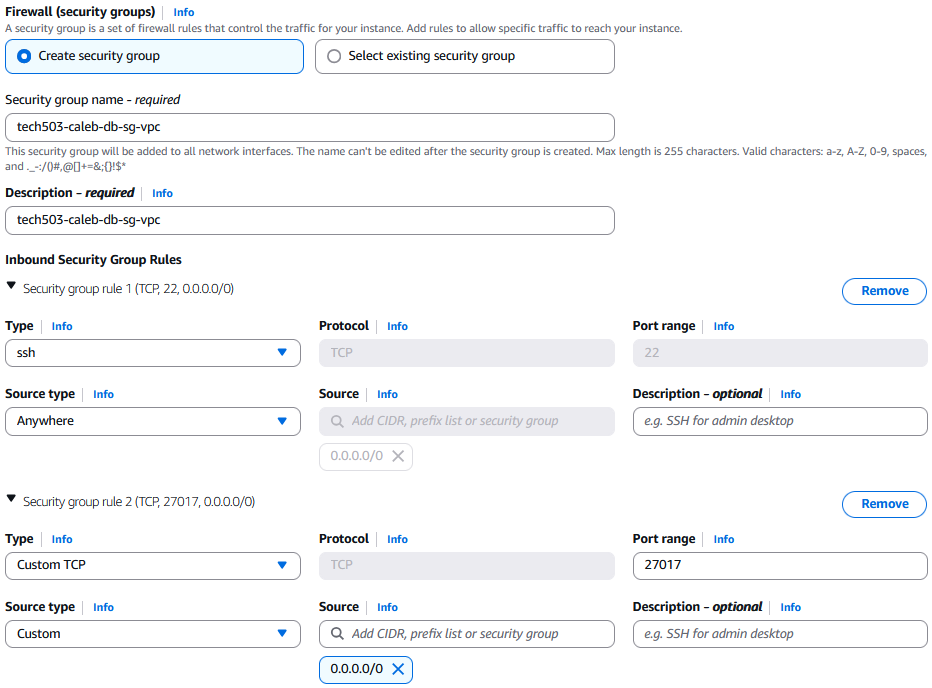 Firewall (security groups) Info
A security group is a set of firewall rules that control the traffic for your instance. Add rules to allow specific traffic to reach your instance.
Create security group Select existing security group
Security group name - required
tech503-caleb-db-sg-vpc
This security group will be added to all network interfaces. The name can't be edited after the security group is created. Max length is 255 characters. Valid characters: a-z, A-Z, 0-9, spaces,
and ._-:/()#,@[]+=&;{}!$*
Description – required Info
tech503-caleb-db-sg-vpc
Inbound Security Group Rules
Security group rule 1 (TCP, 22, 0.0.0.0/0) Remove
Type Info Protocol Info Port range Info
ssh TCP 22
Source type Info Source Info Description – optional Info
Anywhere Add CIDR, prefix list or security group e.g. SSH for admin desktop
0.0.0.0/0
Security group rule 2 (TCP, 27017, 0.0.0.0/0) Remove
Type Info Protocol Info Port range Info
Custom TCP TCP 27017
Source type Info Source Info Description – optional Info
Custom Add CIDR, prefix list or security group e.g. SSH for admin desktop
0.0.0.0/0